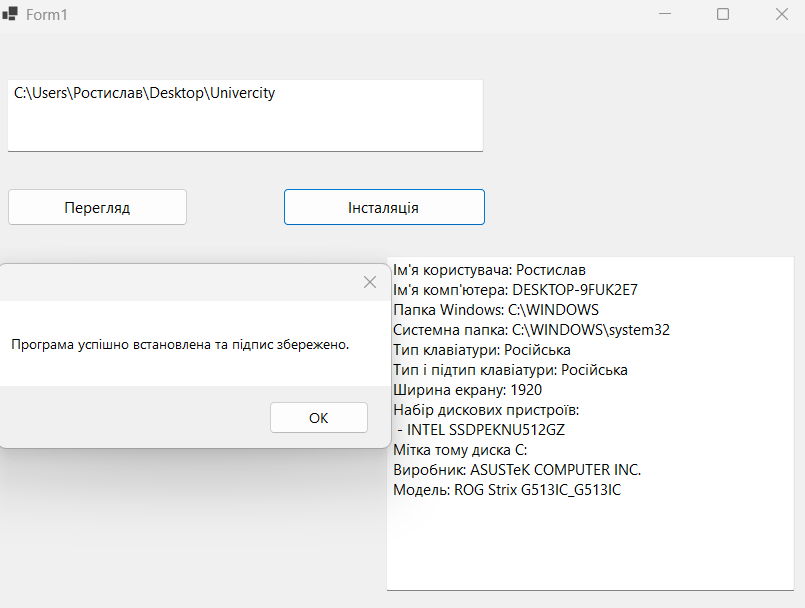 Form1
C:\Users\Ростислав\Desktop\Univercity
Перегляд
Інсталяція
Програма успішно встановлена та підпис збережено.
OK
Ім'я користувача: Ростислав
Ім'я комп'ютера: DESKTOP-9FUK2E7
Папка Windows: C:\WINDOWS
Системна папка: C:\WINDOWS\system32
Тип клавіатури: Російська
Тип і підтип клавіатури: Російська
Ширина екрану: 1920
Набір дискових пристроїв:
- INTEL SSDPEKNU512GZ
Мітка тому диска C:
Виробник: ASUSTeK COMPUTER INC.
Модель: ROG Strix G513IC_G513IC